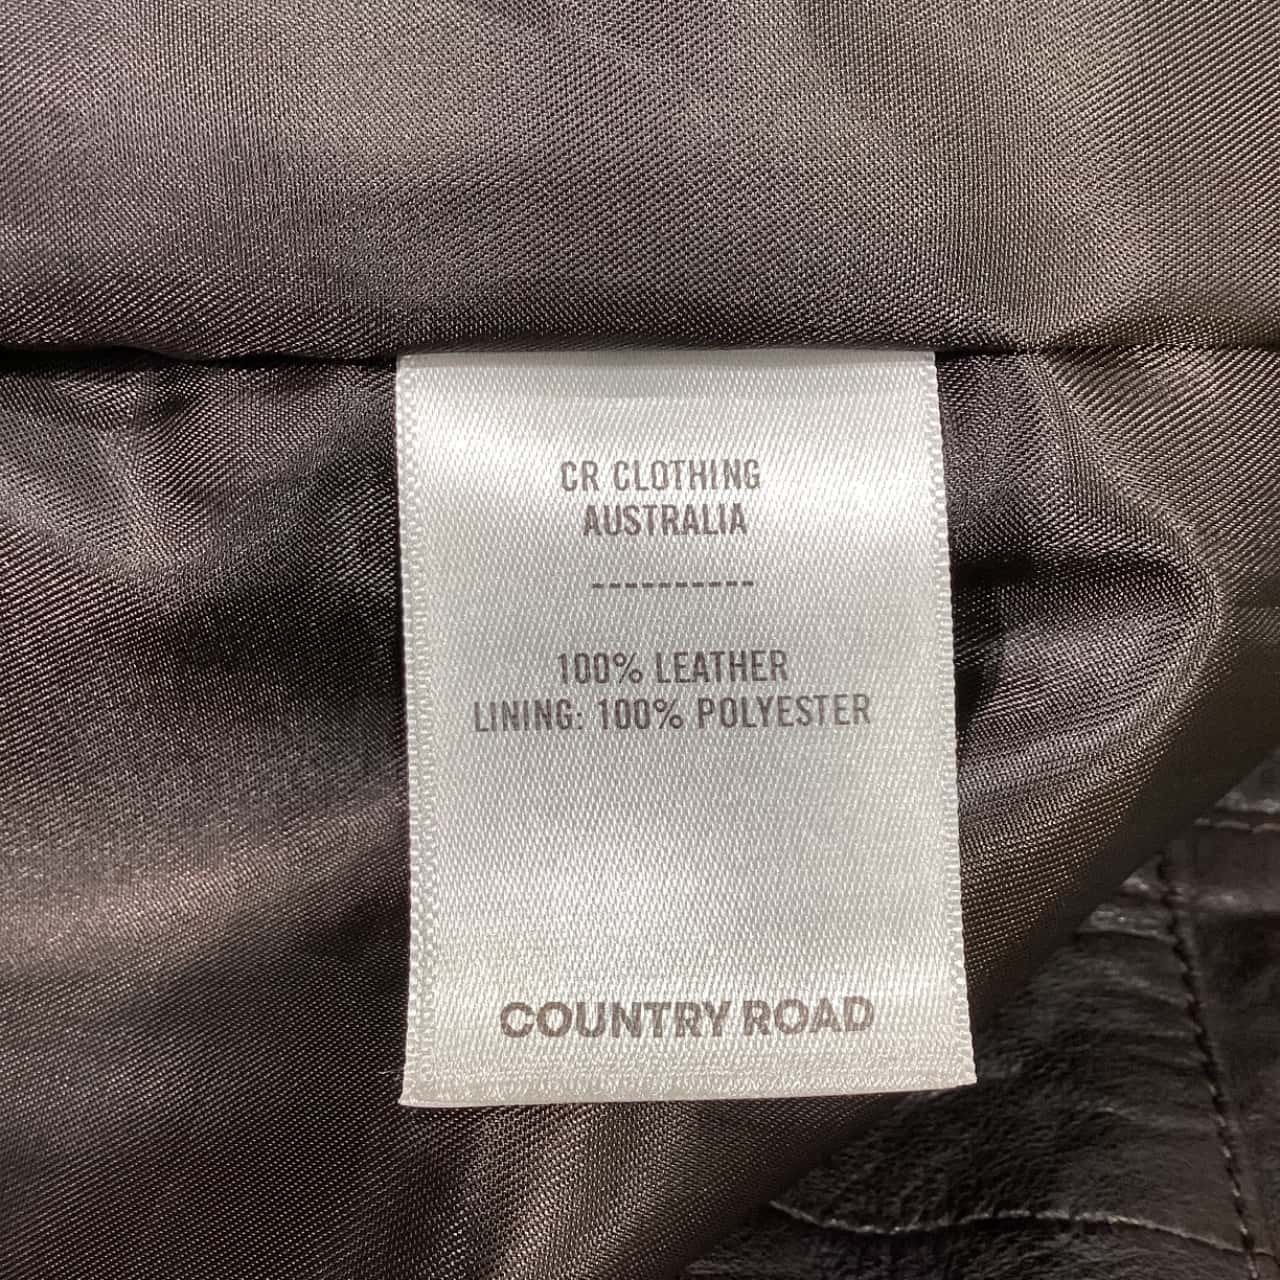 CR CLOTHING
AUSTRALIA
----------
100% LEATHER
LINING: 100% POLYESTER
COUNTRY ROAD